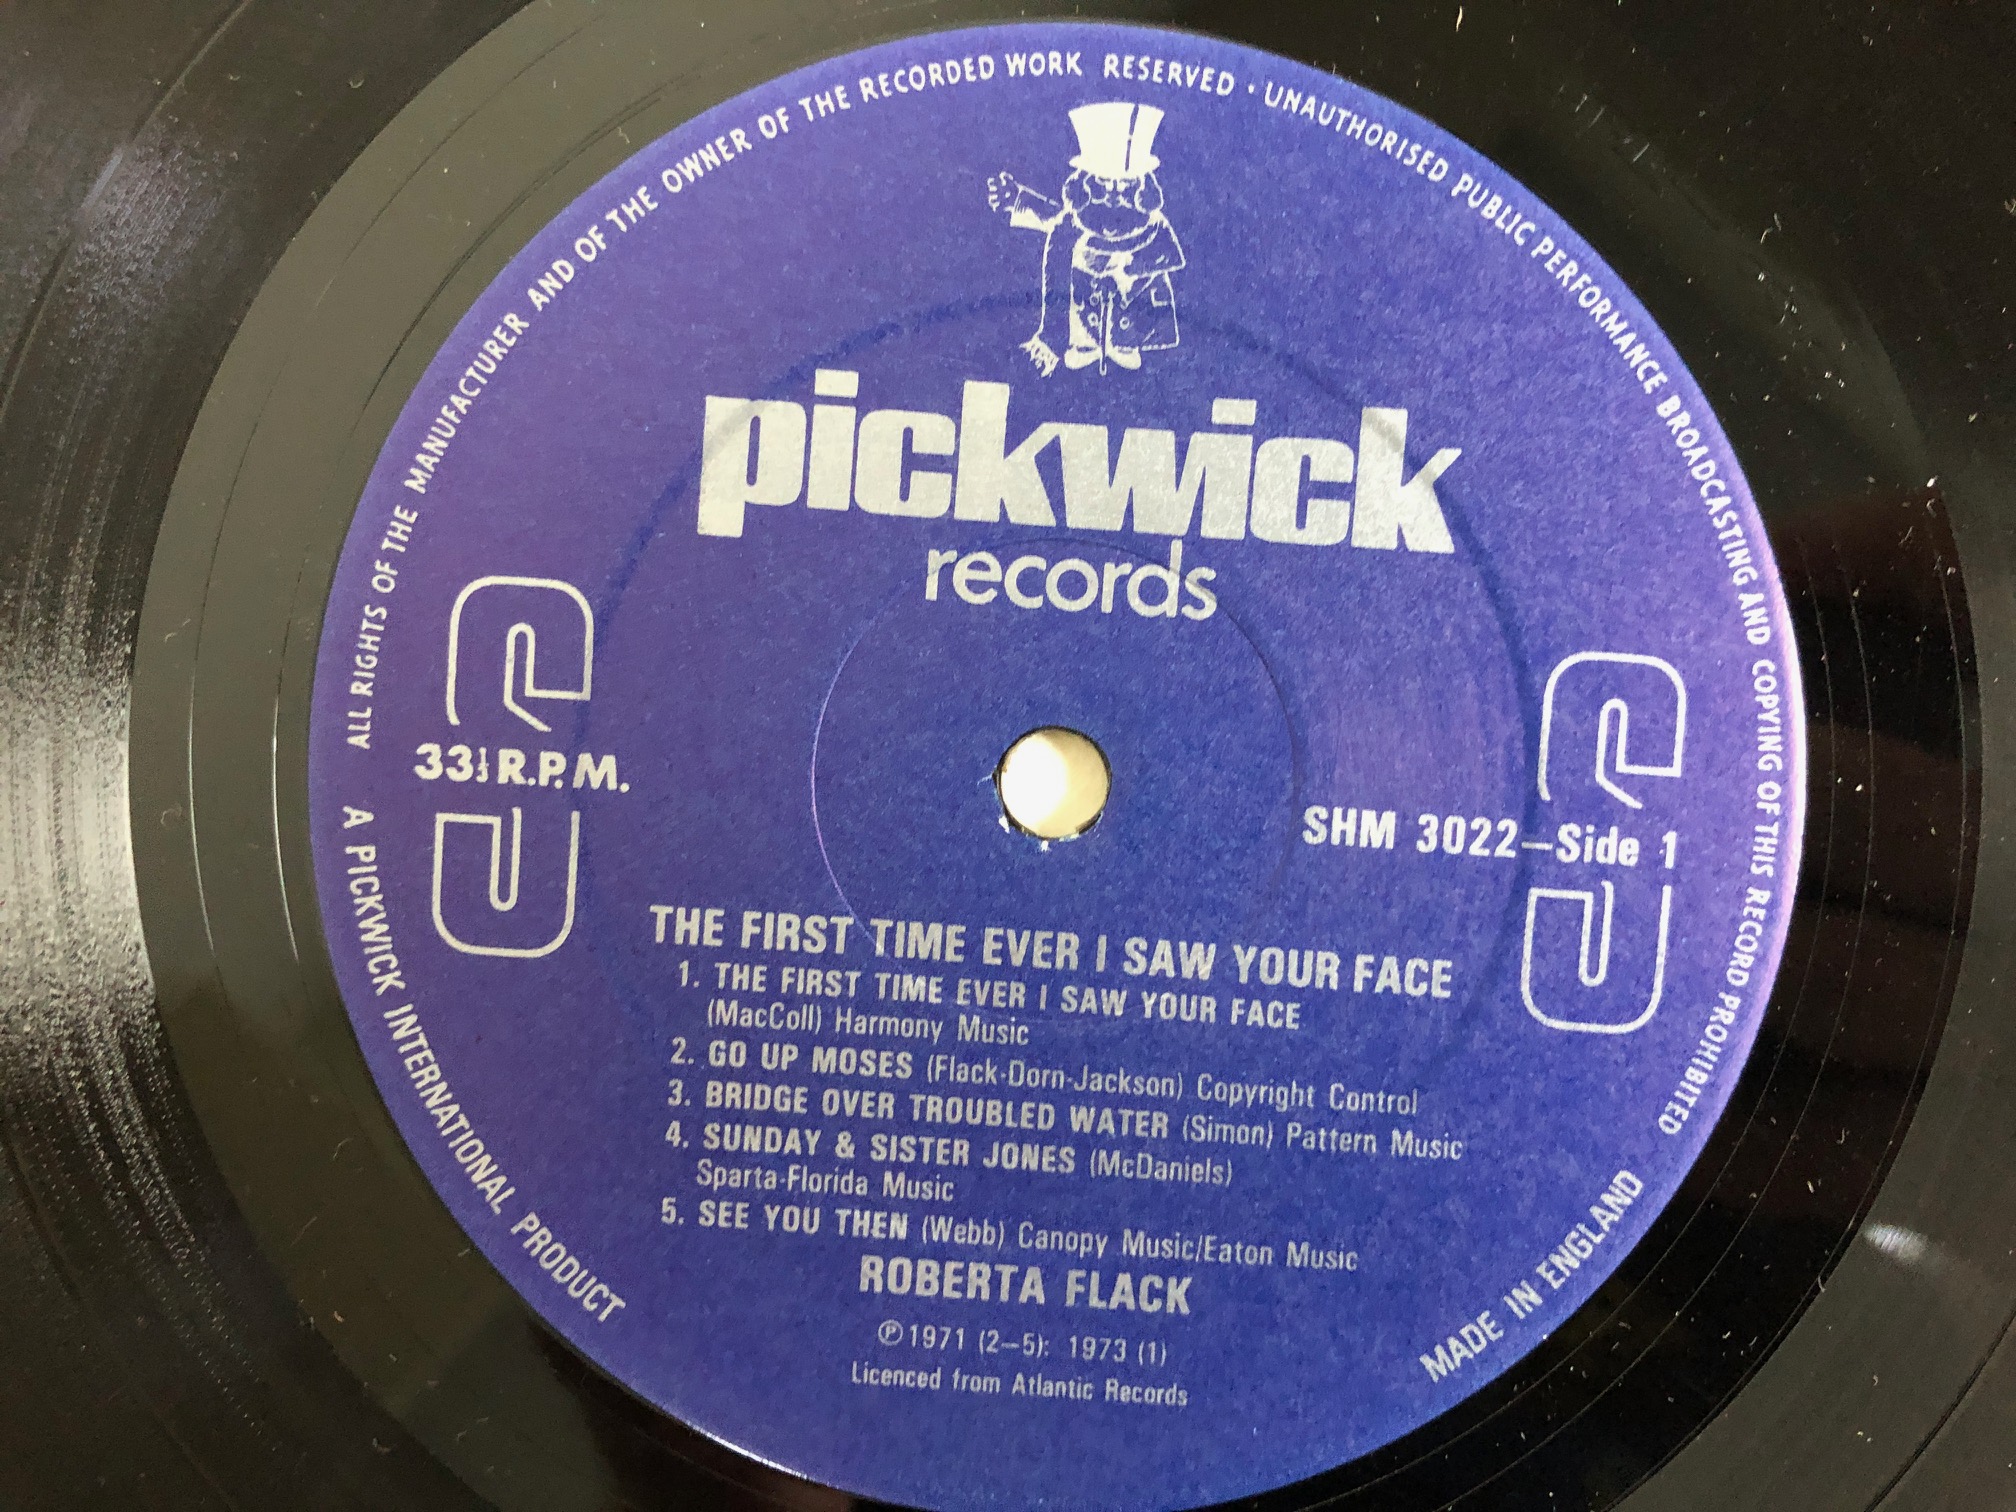 ALL RIGHTS OF THE MANUFACTURER AND OF THE OWNER OF THE RECORDED WORK RESERVED · UNAUTHORISED PUBLIC PERFORMANCE BROADCASTING AND COPYING OF THIS RECORD PROHIBITED
pickwick
records
33⅓ R.P.M.
SHM 3022–Side 1
THE FIRST TIME EVER I SAW YOUR FACE
1. THE FIRST TIME EVER I SAW YOUR FACE
(MacColl) Harmony Music
2. GO UP MOSES (Flack-Dorn-Jackson) Copyright Control
3. BRIDGE OVER TROUBLED WATER (Simon) Pattern Music
4. SUNDAY & SISTER JONES (McDaniels)
Sparta-Florida Music
5. SEE YOU THEN (Webb) Canopy Music/Eaton Music
ROBERTA FLACK
℗ 1971 (2–5): 1973 (1)
Licenced from Atlantic Records
A PICKWICK INTERNATIONAL PRODUCT
MADE IN ENGLAND